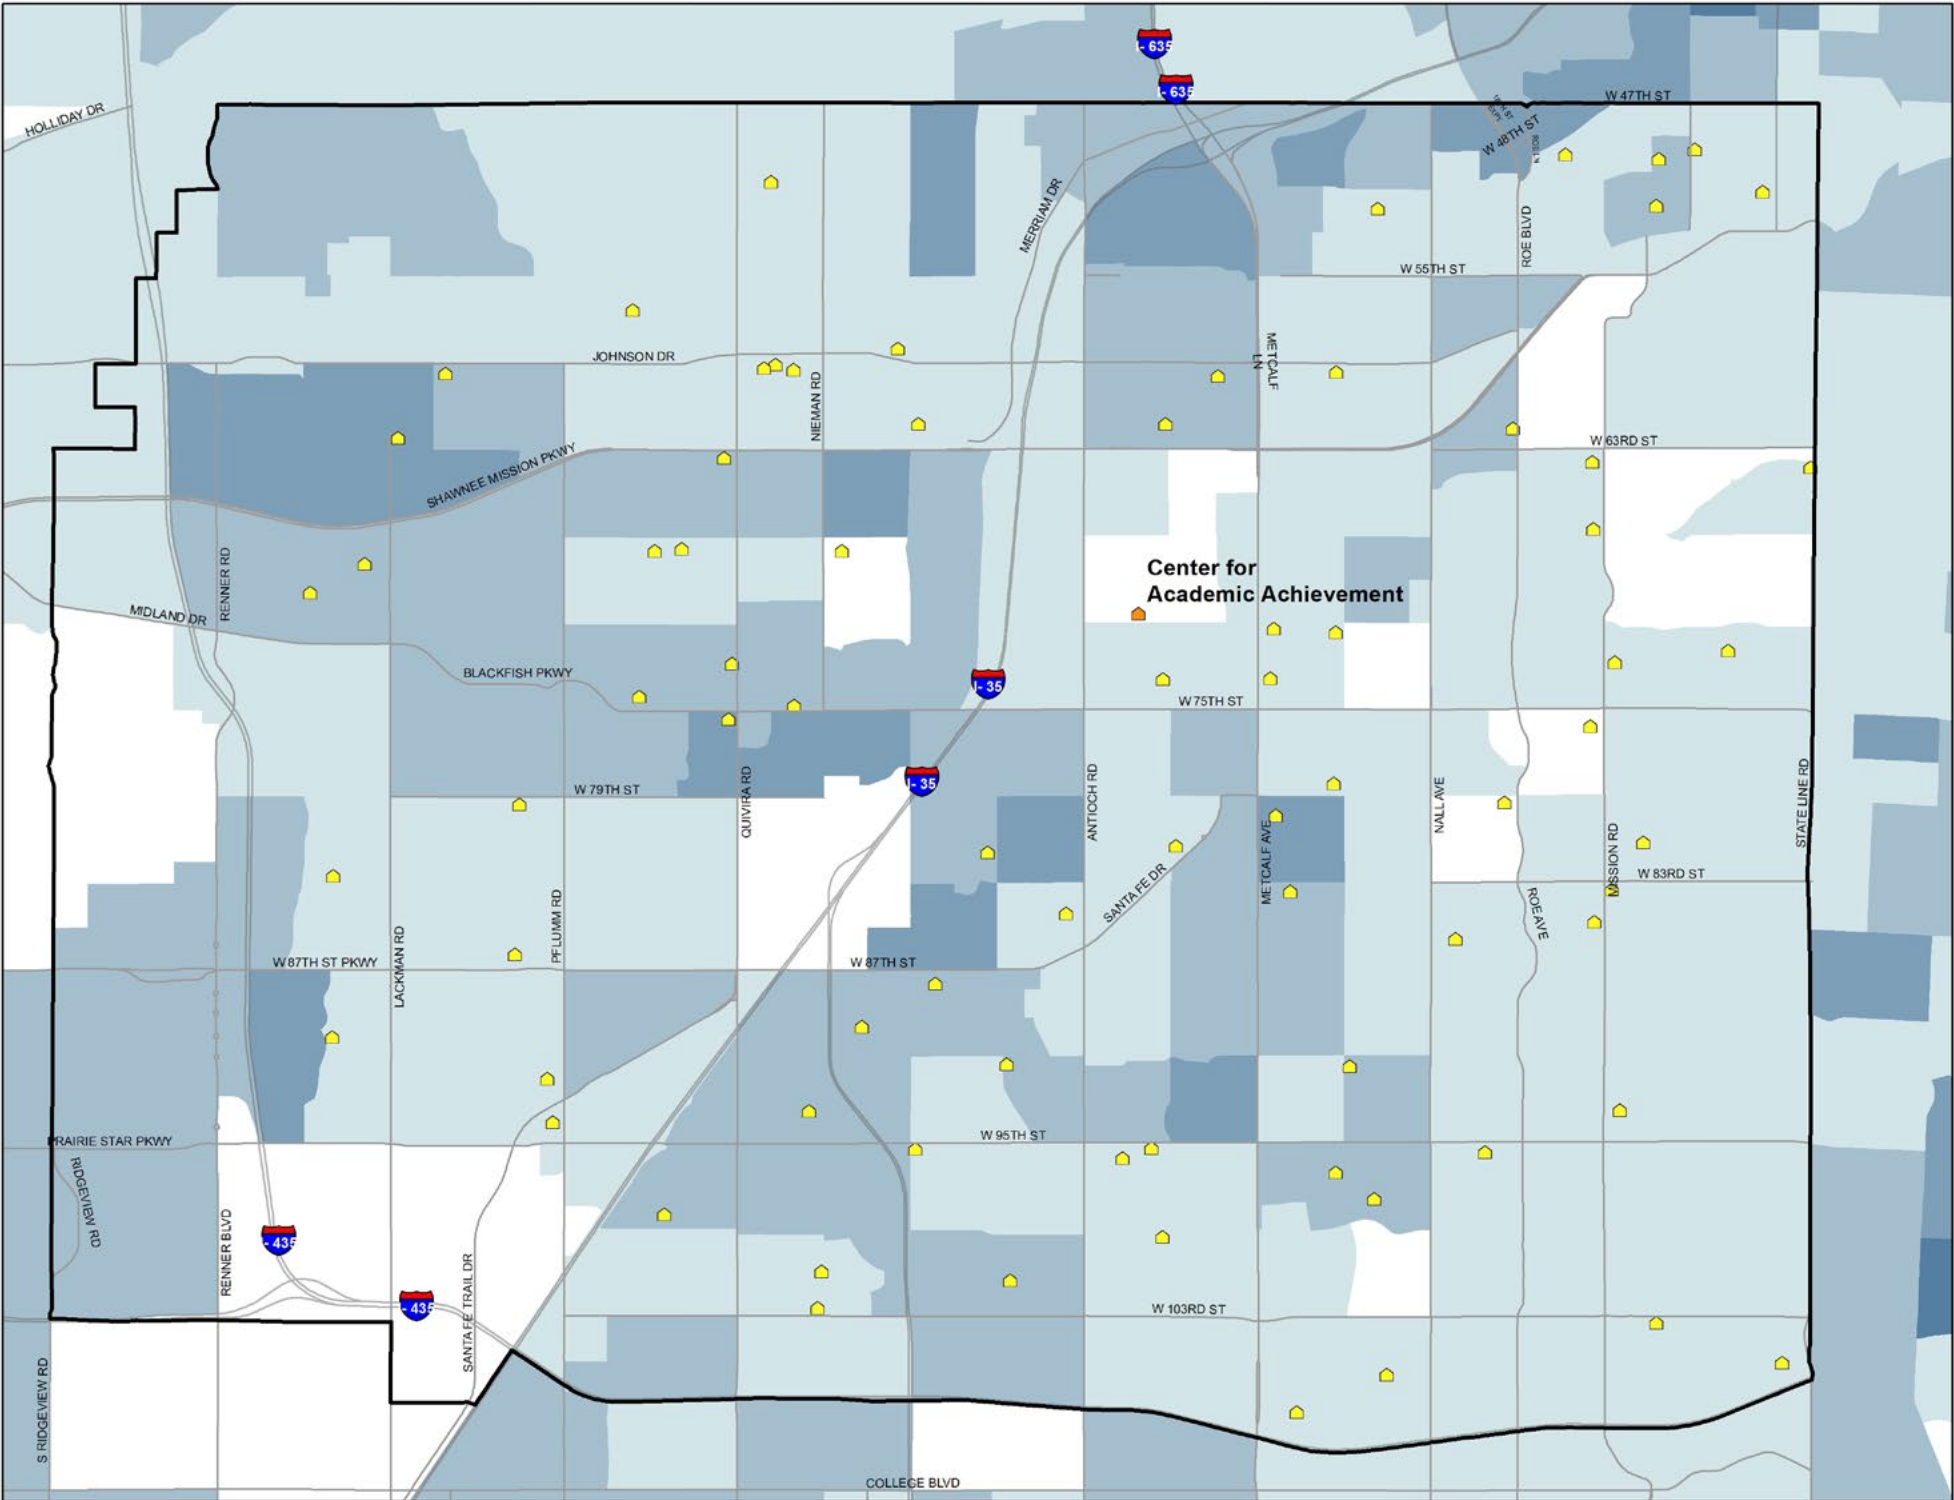 I-635
I-635
W 47TH ST
HOLLIDAY DR
W 48TH ST
MERRIAM DR
ROE BLVD
W 55TH ST
JOHNSON DR
METCALF
LN
NIEMAN RD
W 63RD ST
SHAWNEE MISSION PKWY
RENNER RD
Center for
Academic Achievement
MIDLAND DR
BLACKFISH PKWY
I-35
W 75TH ST
I-35
W 79TH ST
QUIVIRA RD
ANTIOCH RD
NALL AVE
STATE LINE RD
METCALF AVE
MISSION RD
SANTA FE DR
W 83RD ST
ROE AVE
PFLUMM RD
LACKMAN RD
W 87TH ST PKWY
W 87TH ST
PRAIRIE STAR PKWY
W 95TH ST
RIDGEVIEW RD
RENNER BLVD
-435
-435
SANTA FE TRAIL DR
W 103RD ST
S RIDGEVIEW RD
COLLEGE BLVD